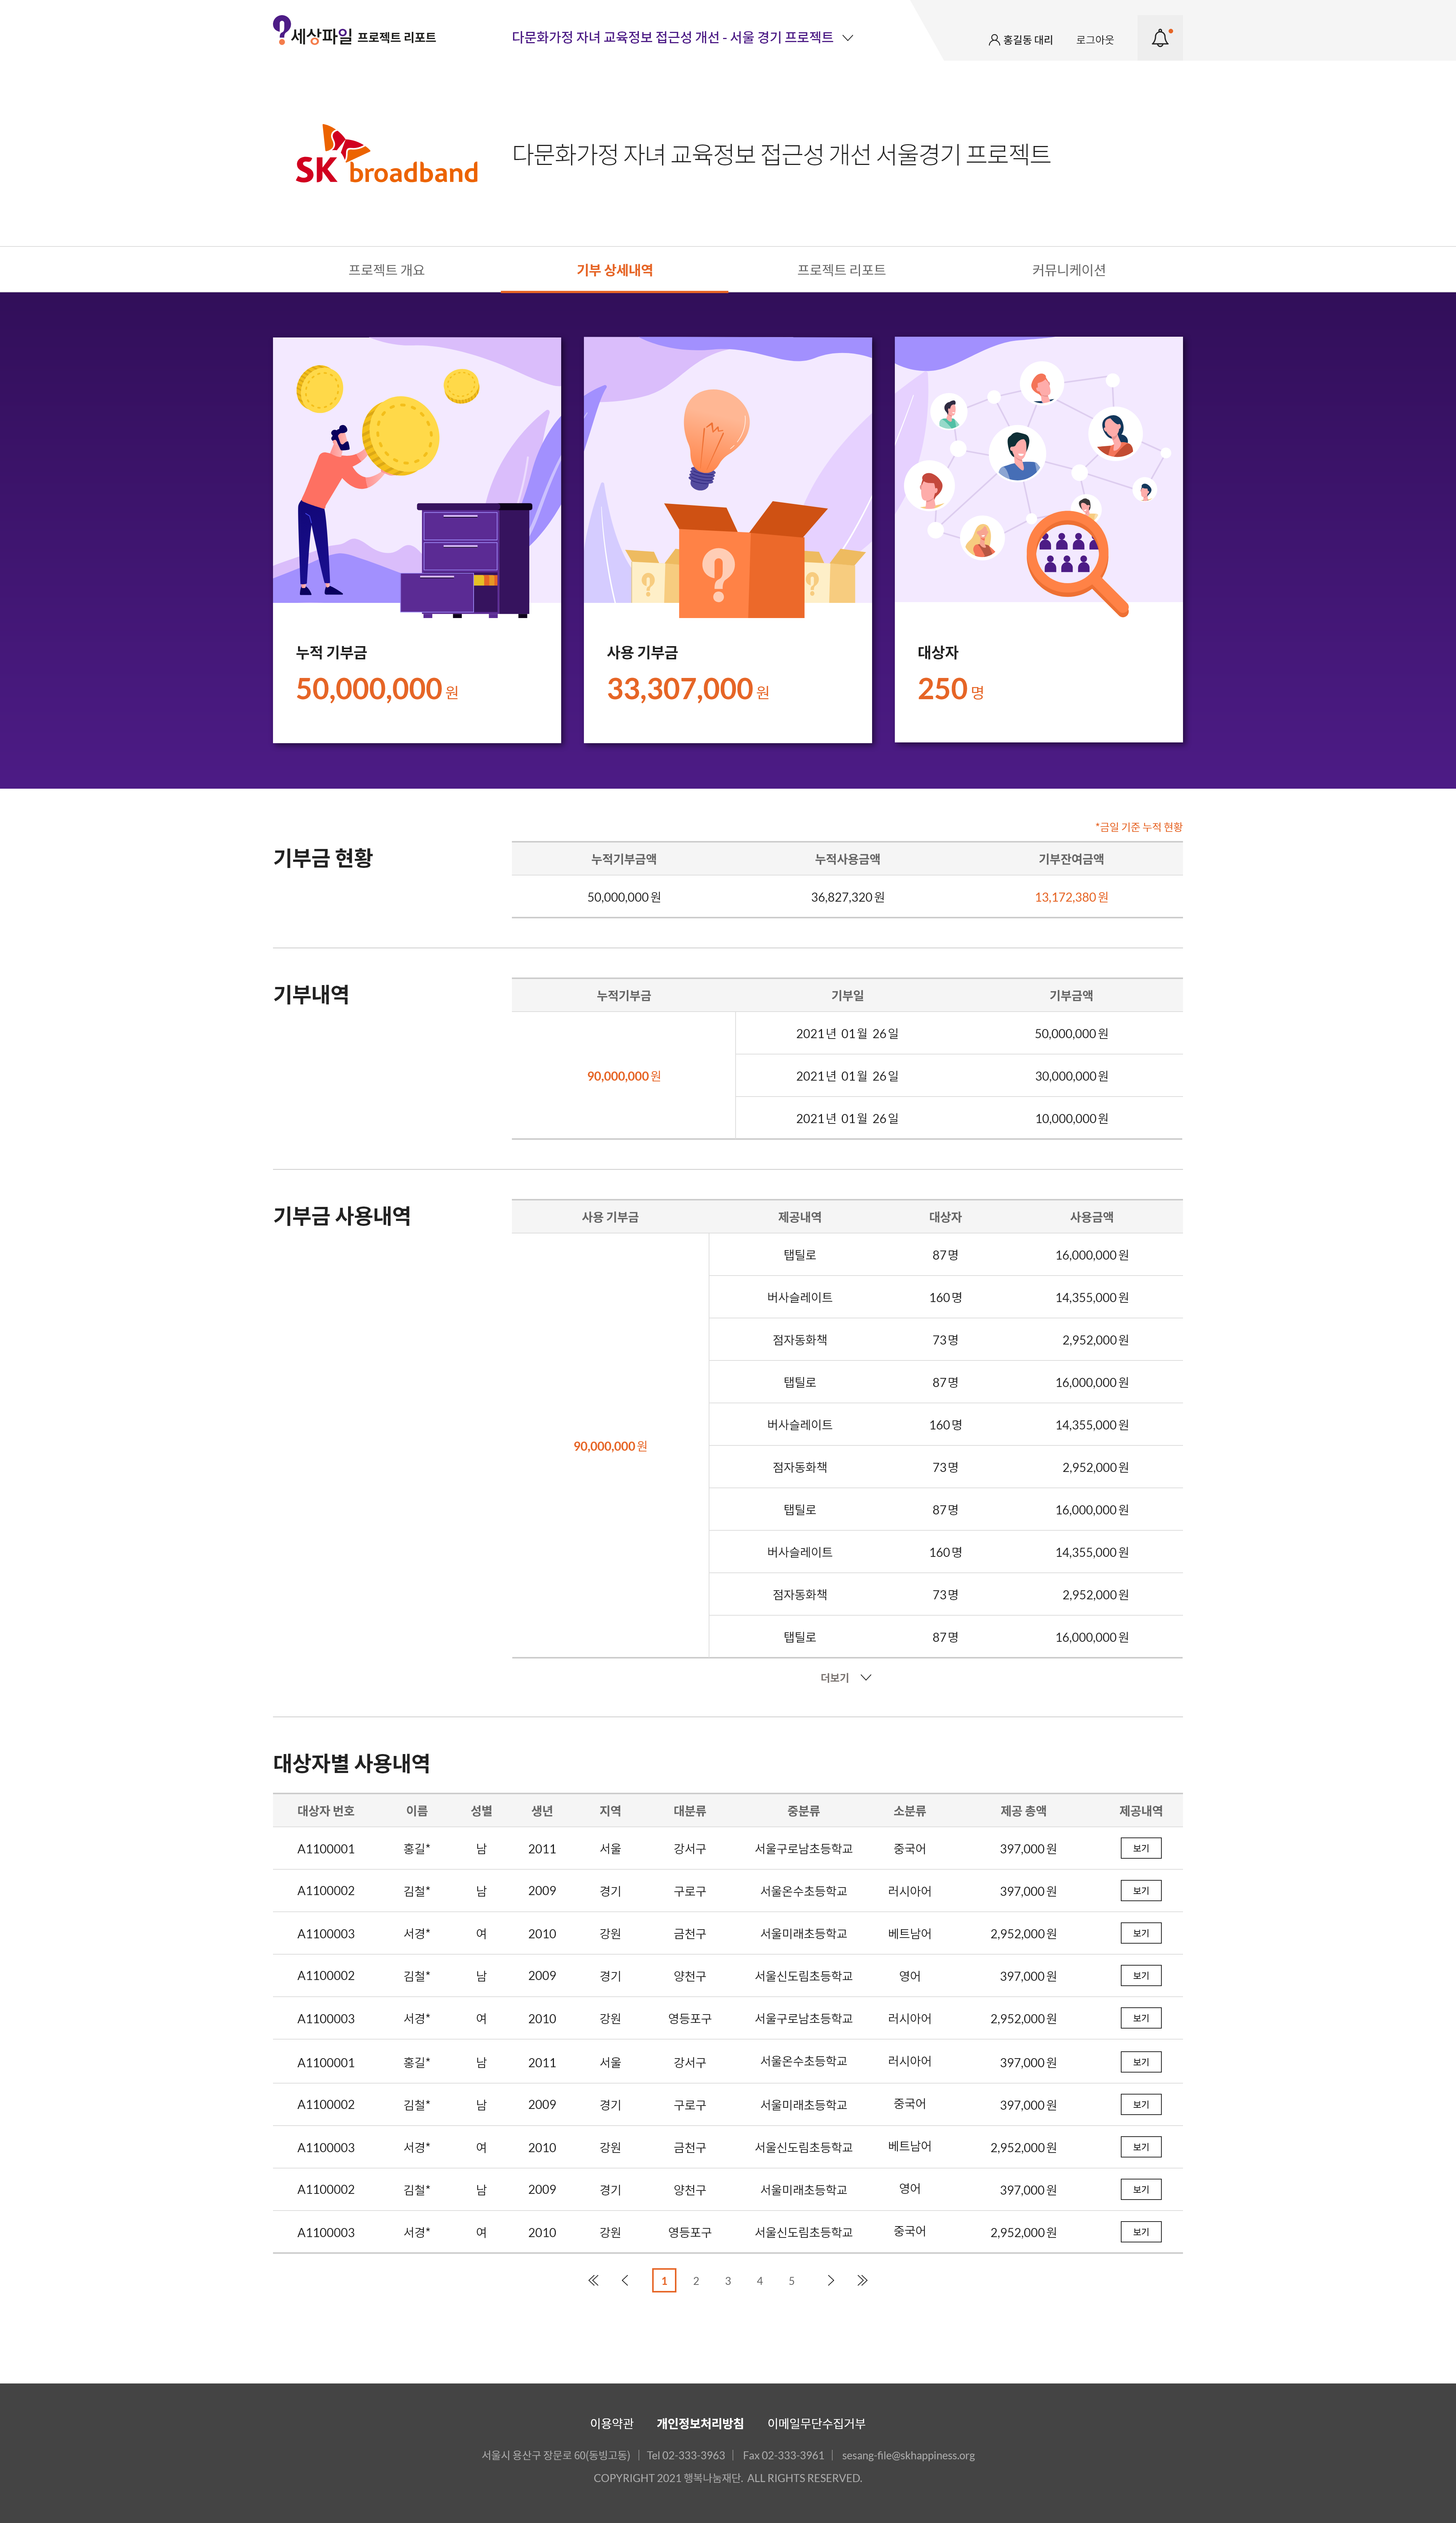 세상파일 프로젝트 리포트
다문화가정 자녀 교육정보 접근성 개선 - 서울 경기 프로젝트
홍길동 대리 로그아웃
SK broadband
다문화가정 자녀 교육정보 접근성 개선 서울경기 프로젝트
프로젝트 개요 기부 상세내역 프로젝트 리포트 커뮤니케이션
누적 기부금
50,000,000 원
사용 기부금
33,307,000 원
대상자
250 명
*금일 기준 누적 현황
기부금 현황
누적기부금액 누적사용금액 기부잔여금액
50,000,000 원 36,827,320 원 13,172,380 원
기부내역
누적기부금 기부일 기부금액
90,000,000 원
2021년 01월 26일 50,000,000 원
2021년 01월 26일 30,000,000 원
2021년 01월 26일 10,000,000 원
기부금 사용내역
사용 기부금 제공내역 대상자 사용금액
90,000,000 원
탭틸로 87 명 16,000,000 원
버사슬레이트 160 명 14,355,000 원
점자동화책 73 명 2,952,000 원
탭틸로 87 명 16,000,000 원
버사슬레이트 160 명 14,355,000 원
점자동화책 73 명 2,952,000 원
탭틸로 87 명 16,000,000 원
버사슬레이트 160 명 14,355,000 원
점자동화책 73 명 2,952,000 원
탭틸로 87 명 16,000,000 원
더보기
대상자별 사용내역
대상자 번호 이름 성별 생년 지역 대분류 중분류 소분류 제공 총액 제공내역
A1100001 홍길* 남 2011 서울 강서구 서울구로남초등학교 중국어 397,000 원 보기
A1100002 김철* 남 2009 경기 구로구 서울온수초등학교 러시아어 397,000 원 보기
A1100003 서경* 여 2010 강원 금천구 서울미래초등학교 베트남어 2,952,000 원 보기
A1100002 김철* 남 2009 경기 양천구 서울신도림초등학교 영어 397,000 원 보기
A1100003 서경* 여 2010 강원 영등포구 서울구로남초등학교 러시아어 2,952,000 원 보기
A1100001 홍길* 남 2011 서울 강서구 서울온수초등학교 러시아어 397,000 원 보기
A1100002 김철* 남 2009 경기 구로구 서울미래초등학교 중국어 397,000 원 보기
A1100003 서경* 여 2010 강원 금천구 서울신도림초등학교 베트남어 2,952,000 원 보기
A1100002 김철* 남 2009 경기 양천구 서울미래초등학교 영어 397,000 원 보기
A1100003 서경* 여 2010 강원 영등포구 서울신도림초등학교 중국어 2,952,000 원 보기
1 2 3 4 5
이용약관 개인정보처리방침 이메일무단수집거부
서울시 용산구 장문로 60(동빙고동) | Tel 02-333-3963 | Fax 02-333-3961 | sesang-file@skhappiness.org
COPYRIGHT 2021 행복나눔재단. ALL RIGHTS RESERVED.